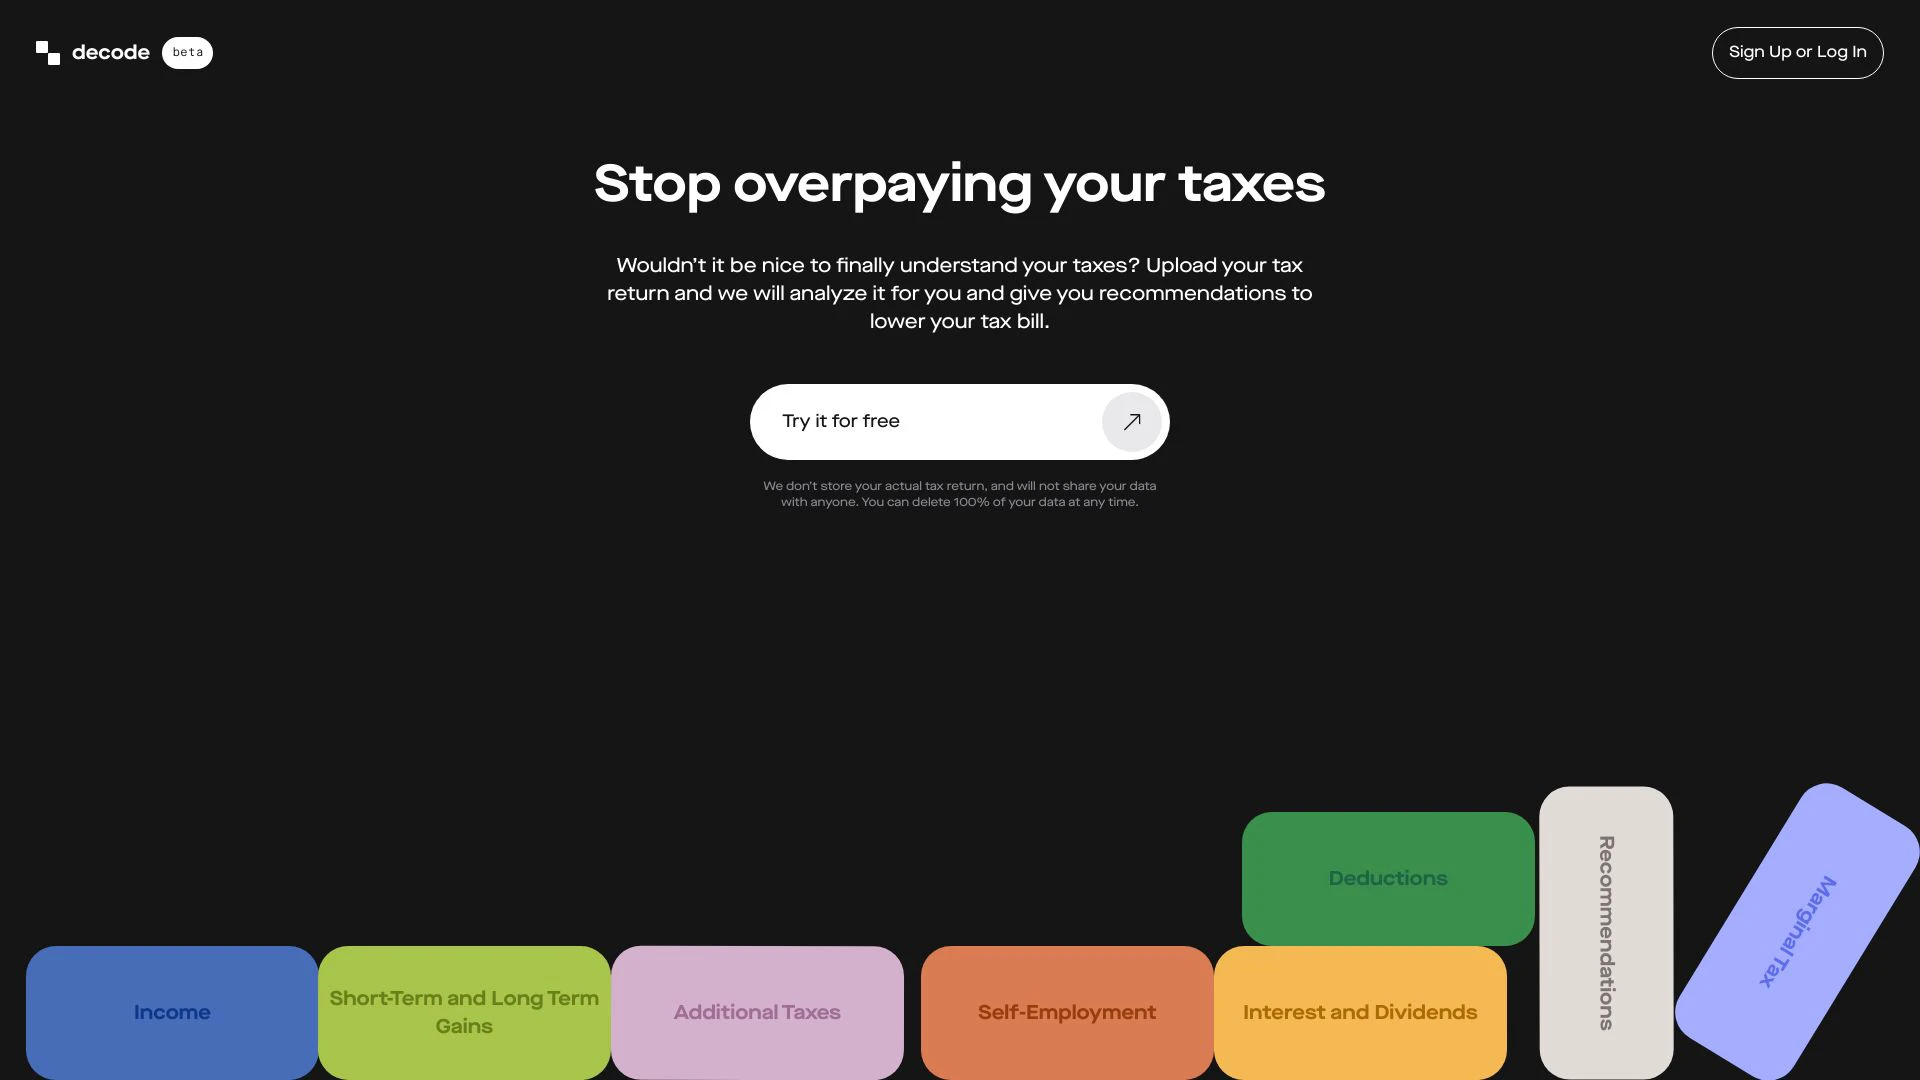 decode
beta
Sign Up or Log In
Stop overpaying your taxes
Wouldn't it be nice to finally understand your taxes? Upload your tax
return and we will analyze it for you and give you recommendations to
lower your tax bill.
Try it for free
We don't store your actual tax return, and will not share your data
with anyone. You can delete 100% of your data at any time.
Deductions
Recommendations
Marginal Tax
Income
Short-Term and Long Term
Gains
Additional Taxes
Self-Employment
Interest and Dividends